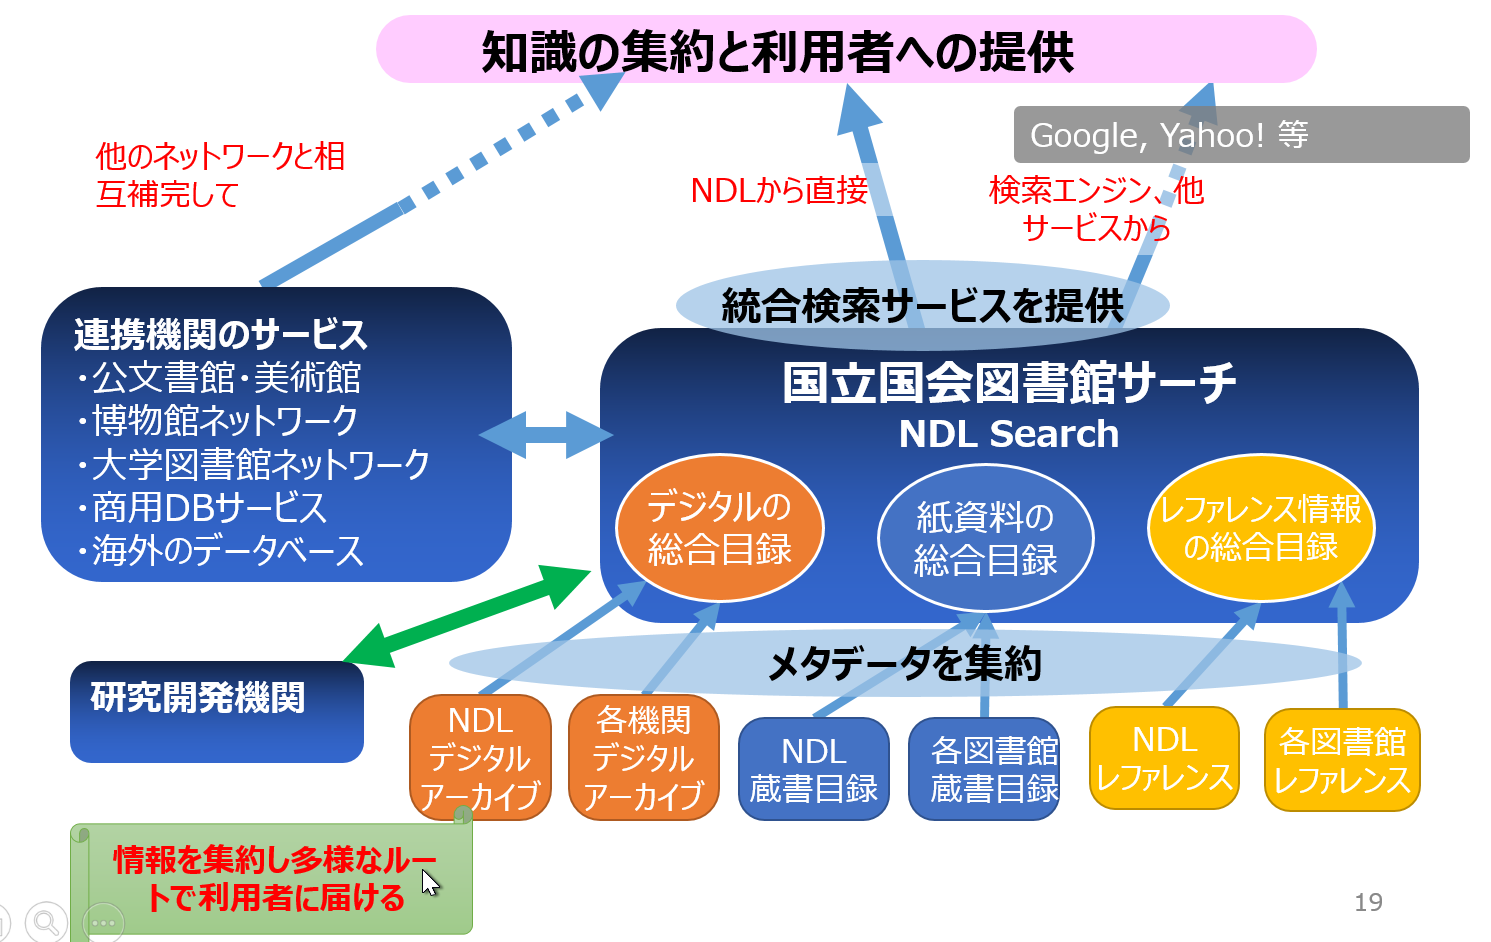 知識の集約と利用者への提供
Google, Yahoo! 等
他のネットワークと相
互補完して
NDLから直接
検索エンジン、他
サービスから
統合検索サービスを提供
連携機関のサービス
・公文書館・美術館
・博物館ネットワーク
・大学図書館ネットワーク
・商用DBサービス
・海外のデータベース
国立国会図書館サーチ
NDL Search
デジタルの
総合目録
紙資料の
総合目録
レファレンス情報
の総合目録
メタデータを集約
研究開発機関
NDL
デジタル
アーカイブ
各機関
デジタル
アーカイブ
NDL
蔵書目録
各図書館
蔵書目録
NDL
レファレンス
各図書館
レファレンス
情報を集約し多様なルー
トで利用者に届ける
19